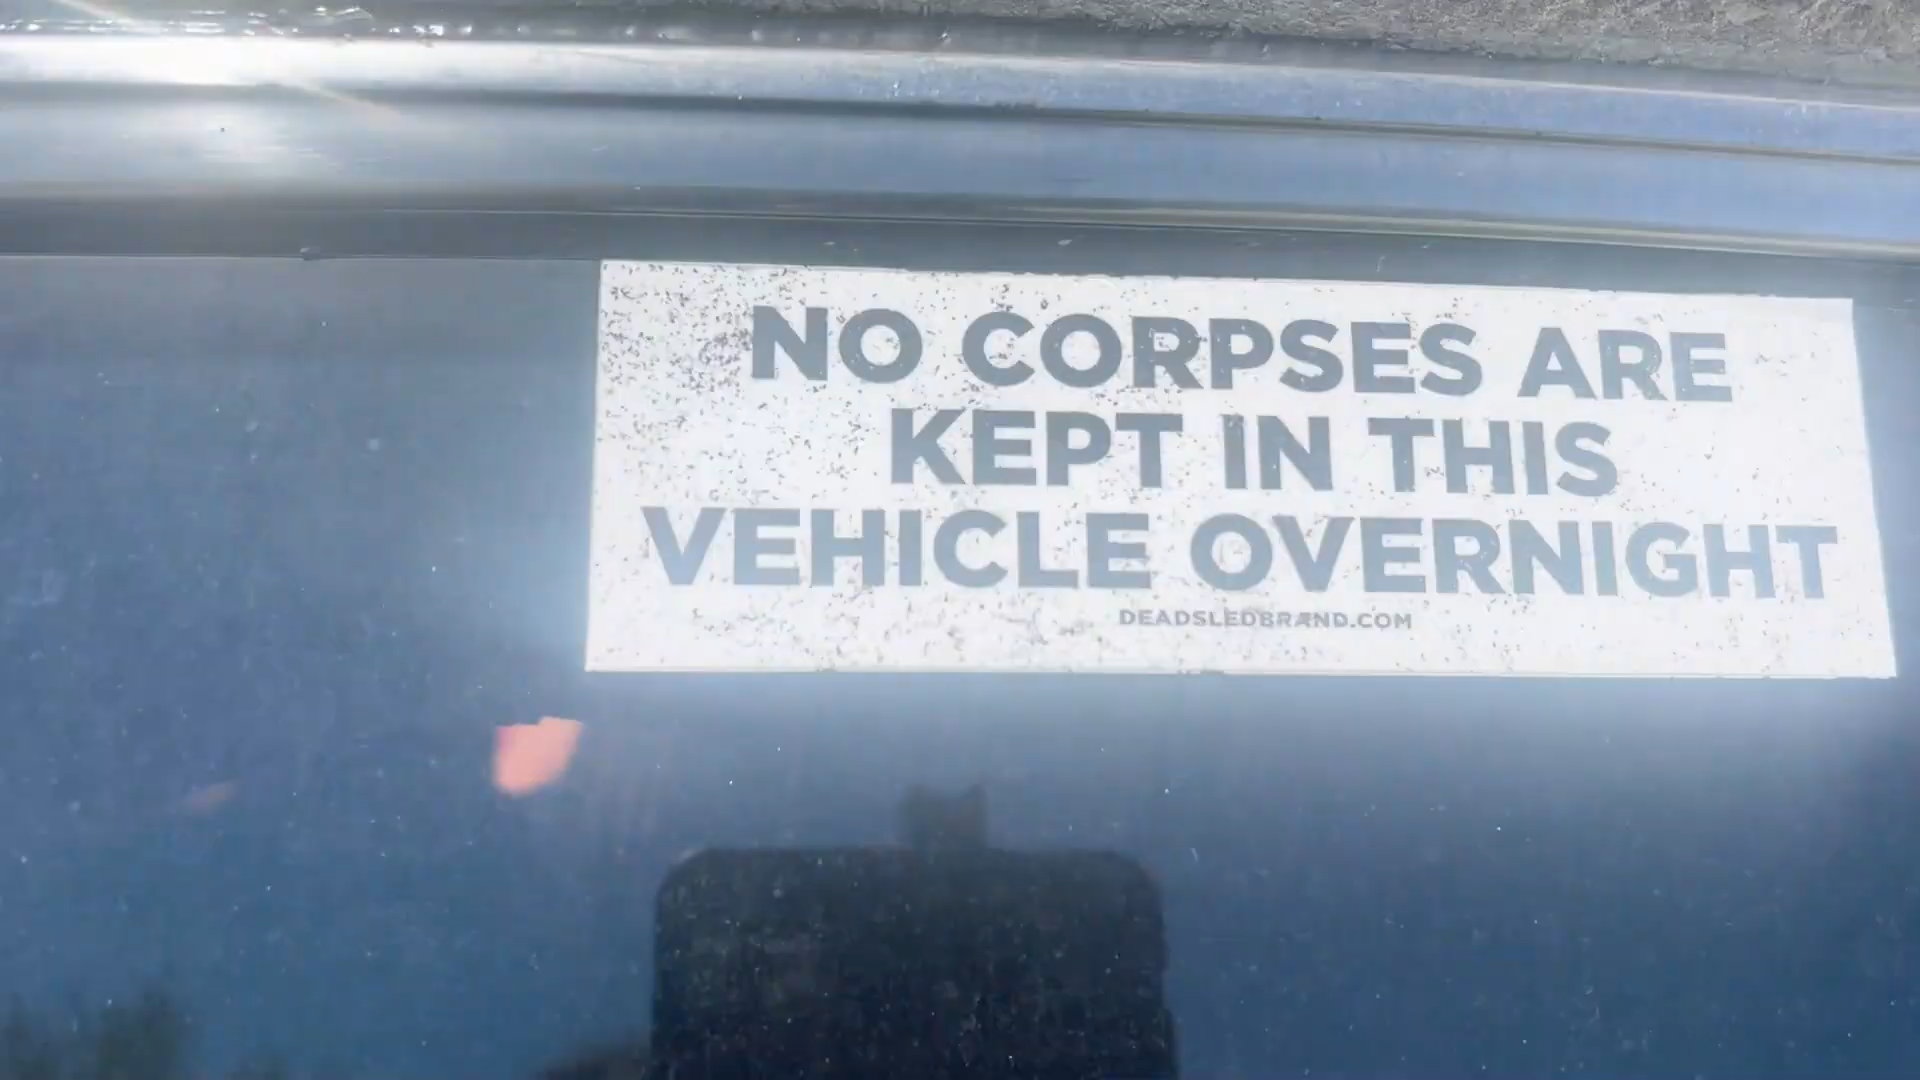 NO CORPSES ARE
KEPT IN THIS
VEHICLE OVERNIGHT
DEADSLEDBRAND.COM